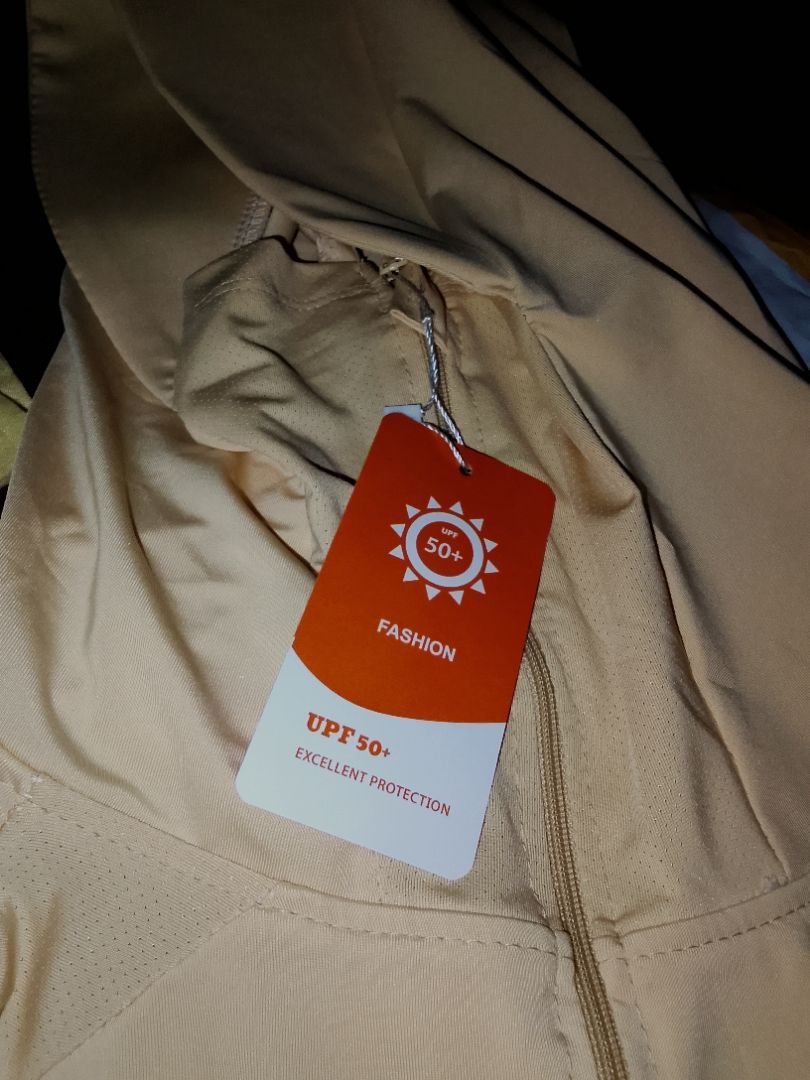 UPF
50+
FASHION
UPF 50+
EXCELLENT PROTECTION